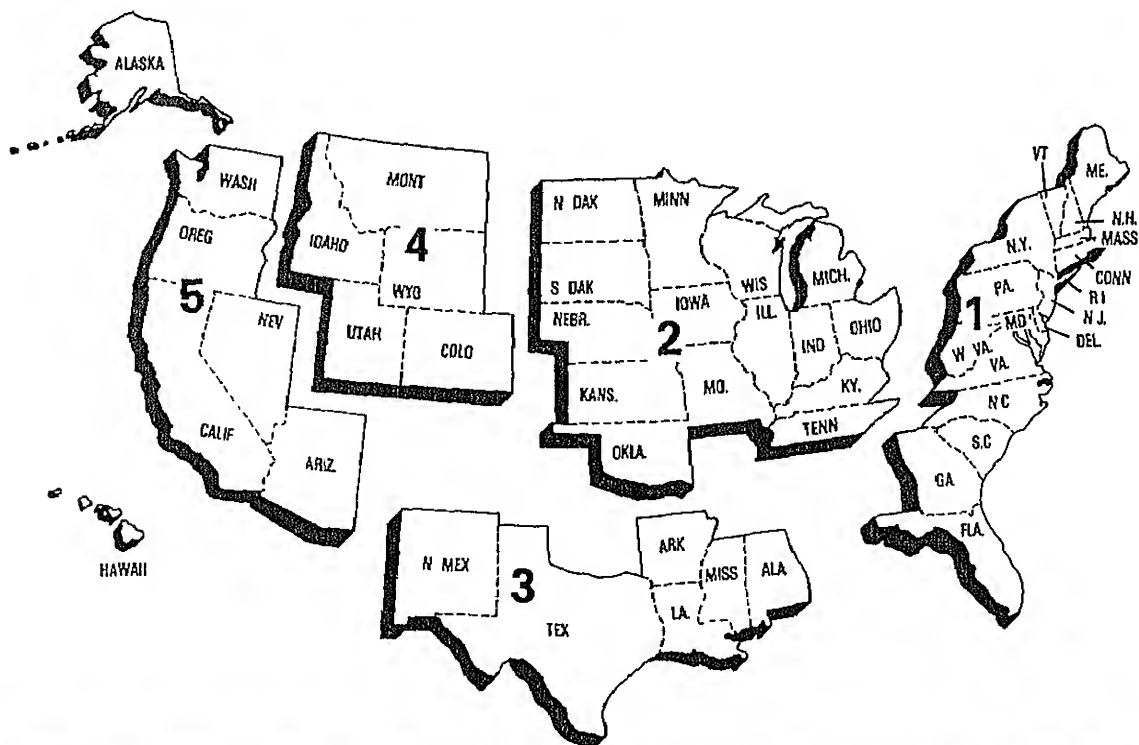 ALASKA
WASH
OREG
5
NEV
CALIF
ARIZ.
HAWAII
MONT
IDAHO
4
WYO
UTAH
COLO
N DAK
MINN
S DAK
WIS
MICH.
IOWA
NEBR.
2
ILL.
IND
OHIO
KANS.
MO.
KY.
OKLA.
TENN
N MEX
3
TEX
ARK
LA.
MISS
ALA
VT
ME.
N.H.
MASS
N.Y.
CONN
PA.
1
R I
N J.
MD
DEL.
W VA.
VA.
N C
S.C
GA
FLA.